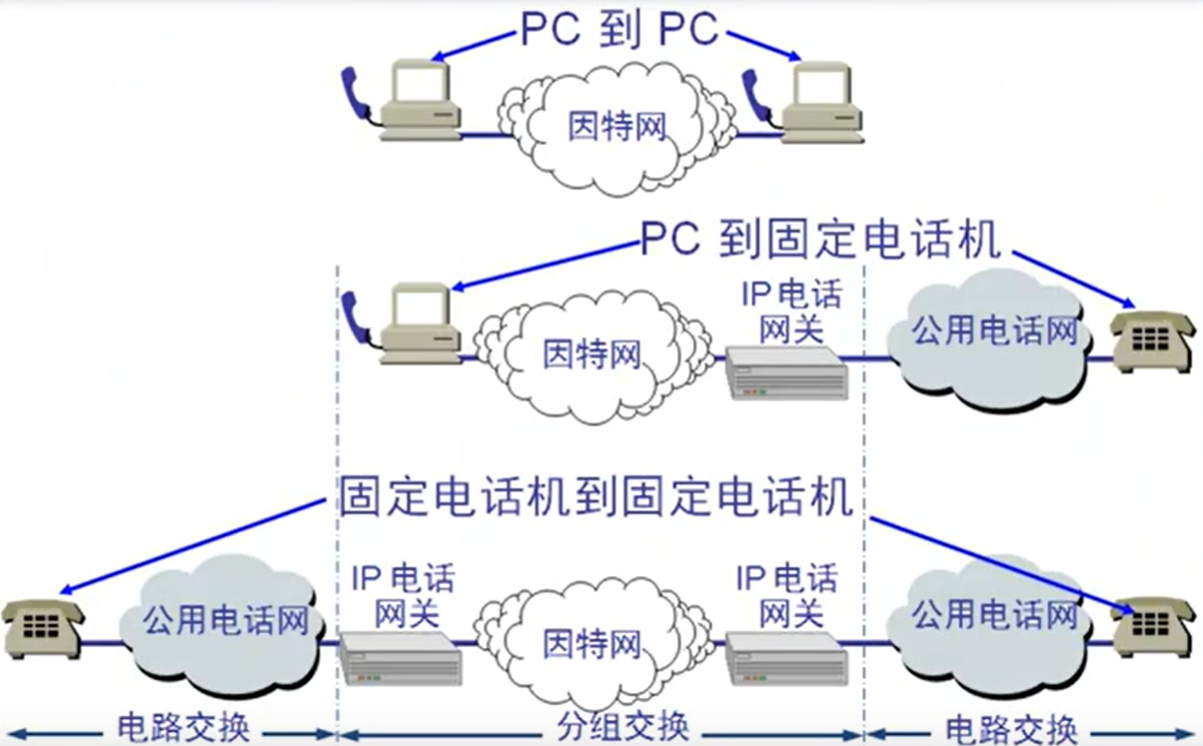 PC 到 PC
因特网
PC 到固定电话机
IP 电话
网关
因特网
公用电话网
固定电话机到固定电话机
公用电话网
IP 电话
网关
因特网
IP 电话
网关
公用电话网
电路交换
分组交换
电路交换